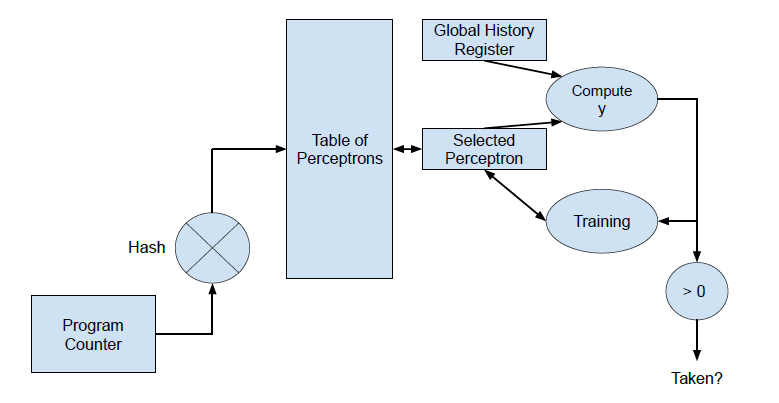 Global History
Register
Compute
y
Table of
Perceptrons
Selected
Perceptron
Training
Hash
> 0
Program
Counter
Taken?